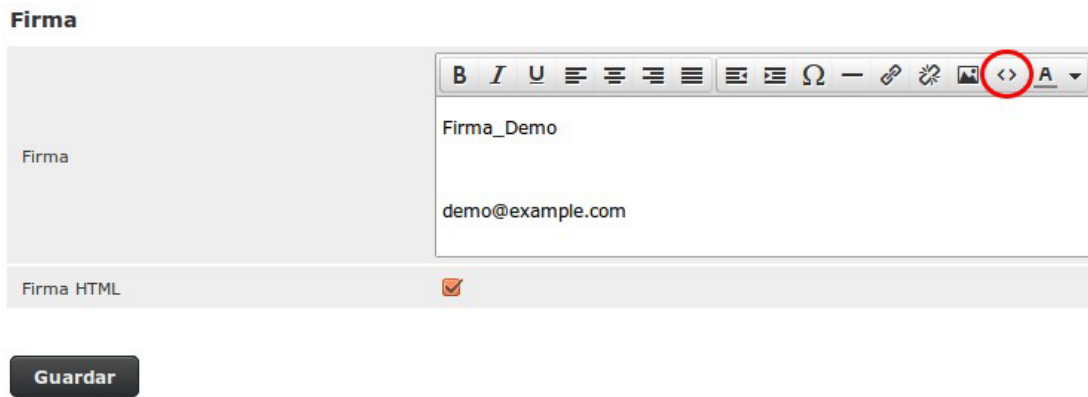 Firma
B I U Ω A
Firma_Demo
Firma
demo@example.com
Firma HTML
Guardar